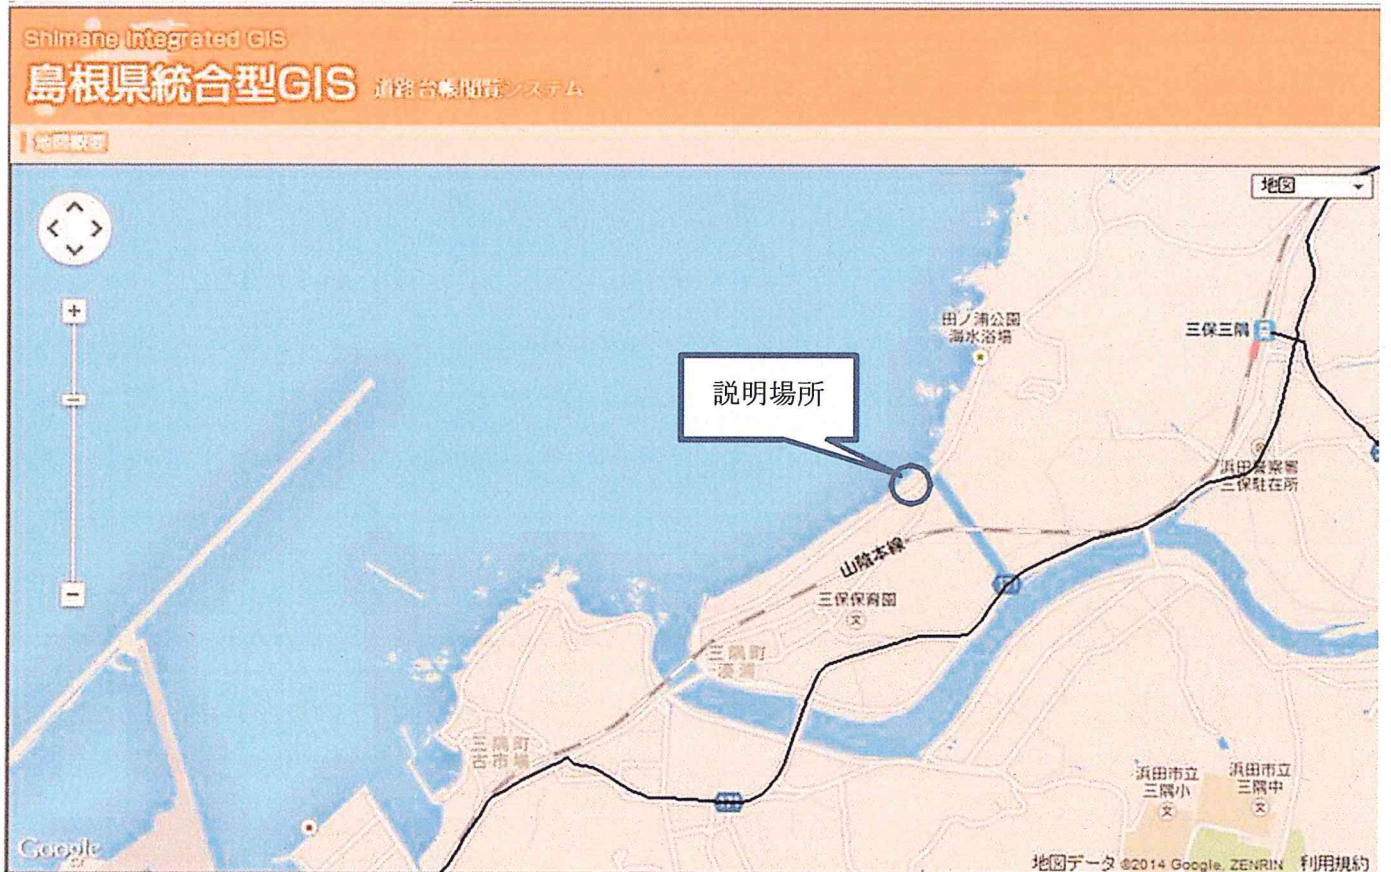 Shimane Integrated GIS
島根県統合型GIS 道路台帳閲覧システム
地図概要
地図
田ノ浦公園
海水浴場
三保三隅
説明場所
浜田警察署
三保駐在所
山陰本線
三保保育園
文
三隅町
湊浦
三隅町
古市場
浜田市立
三隅小
文
浜田市立
三隅中
文
Google
地図データ ©2014 Google, ZENRIN 利用規約